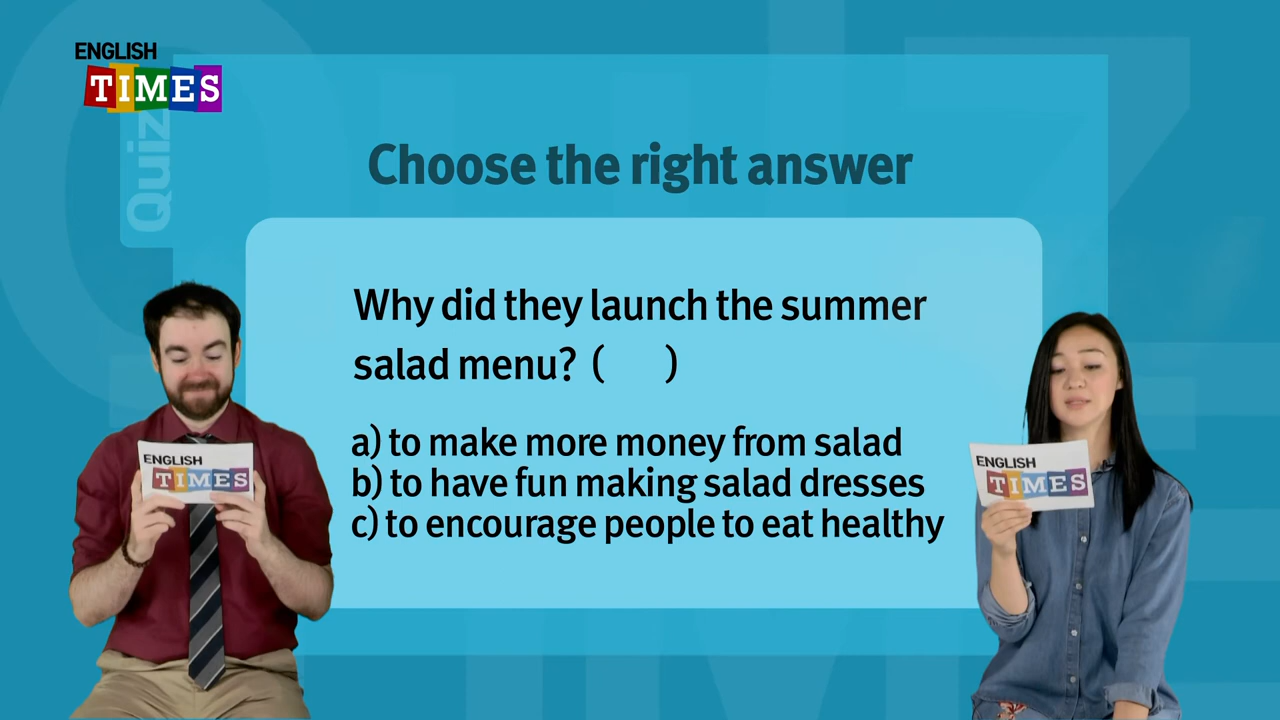 ENGLISH
TIMES
Quiz
Choose the right answer
Why did they launch the summer
salad menu? (     )
a) to make more money from salad
b) to have fun making salad dresses
c) to encourage people to eat healthy
ENGLISH
TIMES
ENGLISH
TIMES